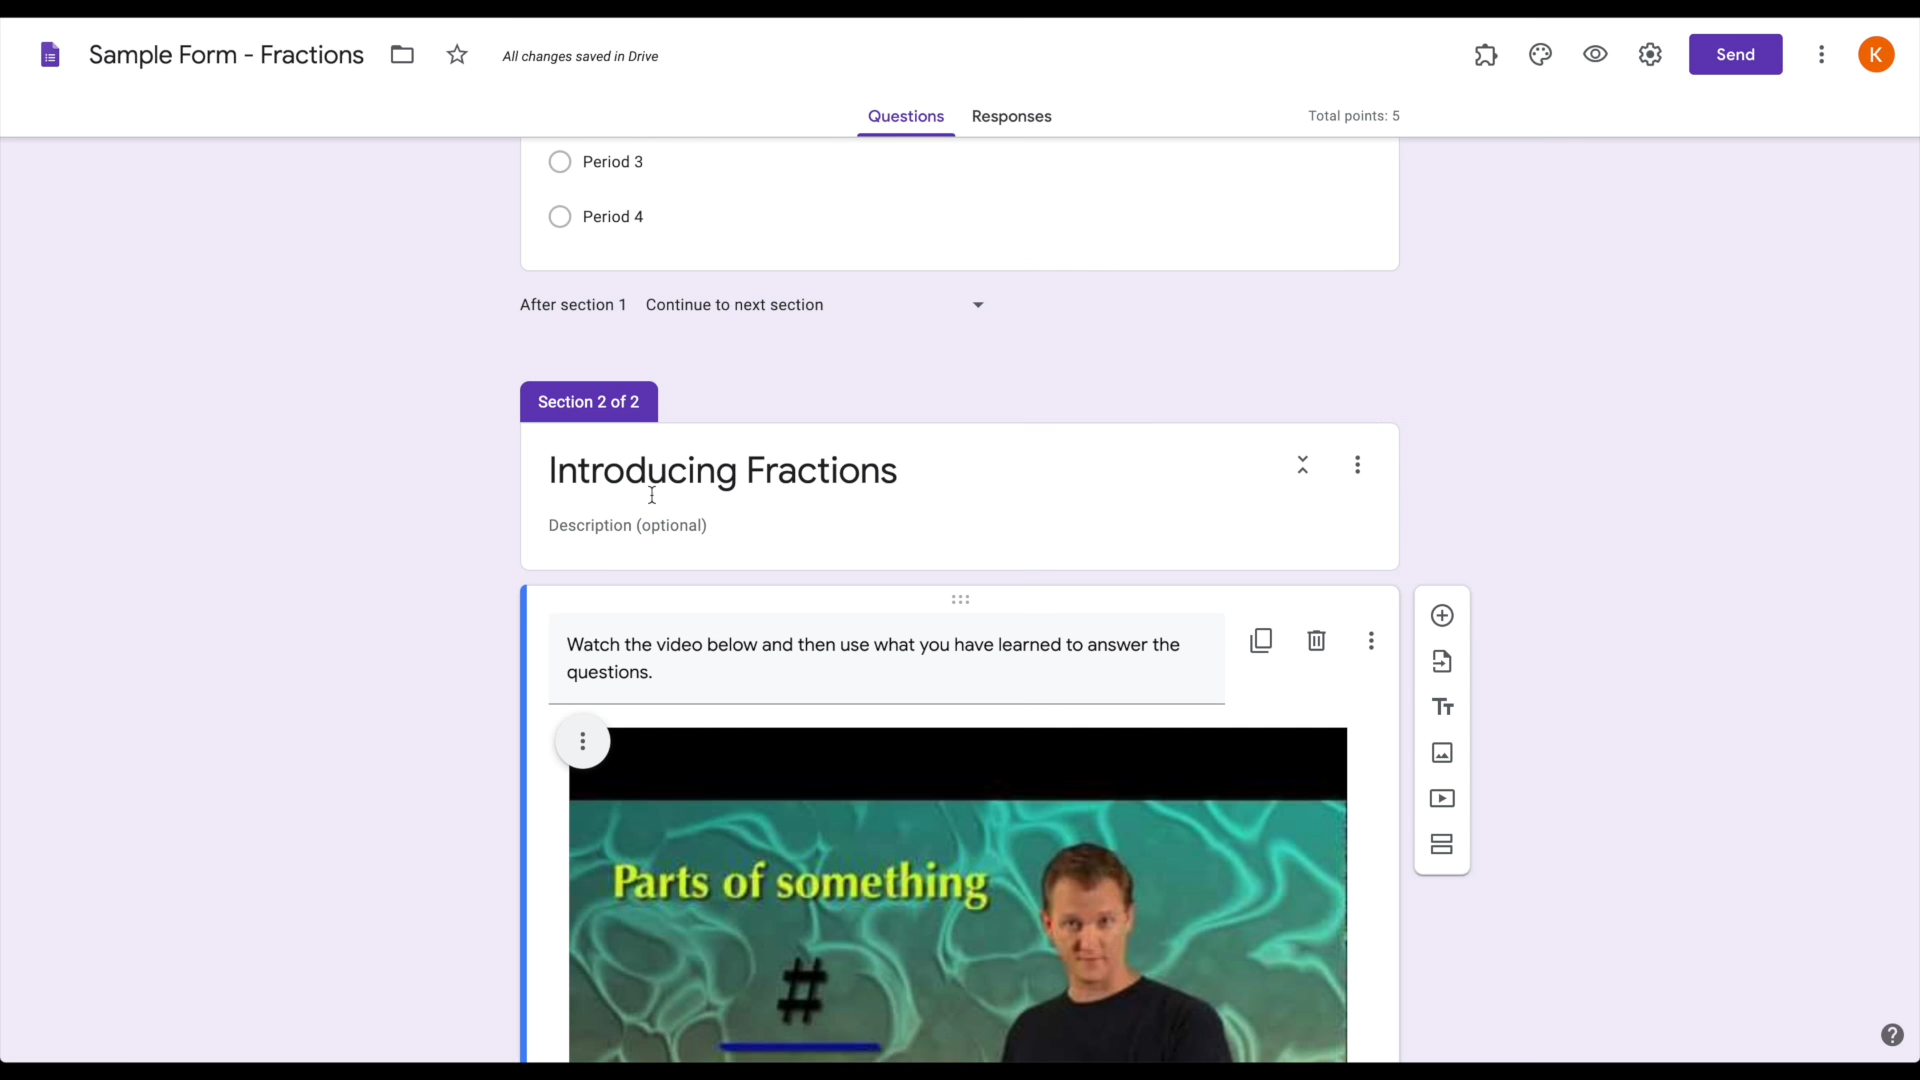 Sample Form - Fractions
All changes saved in Drive
Send
K
Questions
Responses
Total points: 5
Period 3
Period 4
After section 1
Continue to next section
Section 2 of 2
Introducing Fractions
Description (optional)
Watch the video below and then use what you have learned to answer the
questions.
TT
Parts of something
#